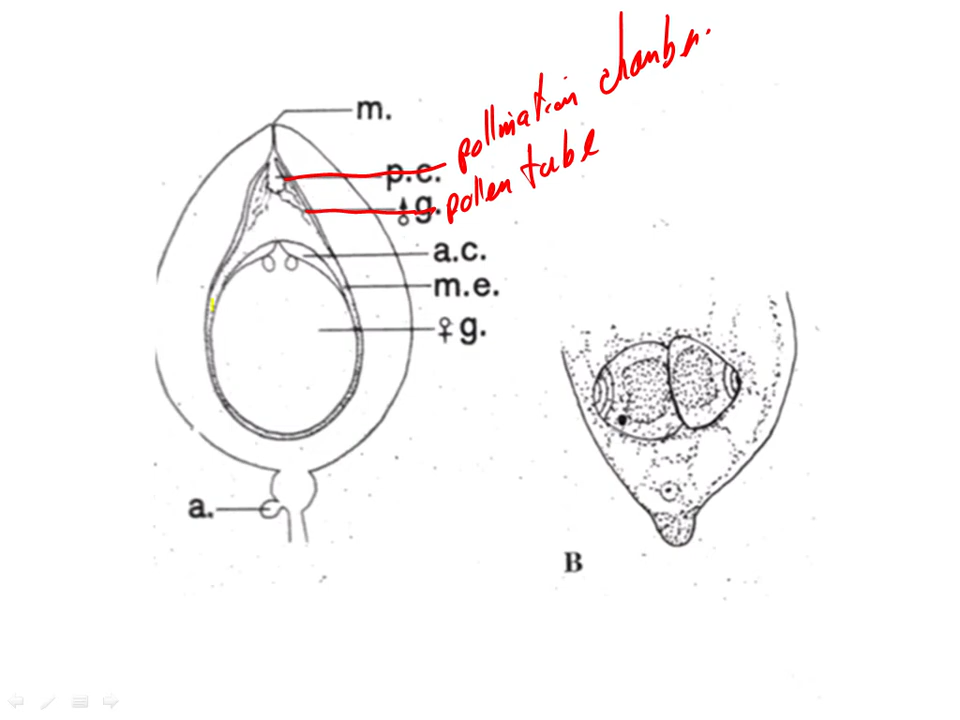 m.
pollination chamber
p.c.
pollen tube
♂g.
a.c.
m.e.
♀g.
a.
B